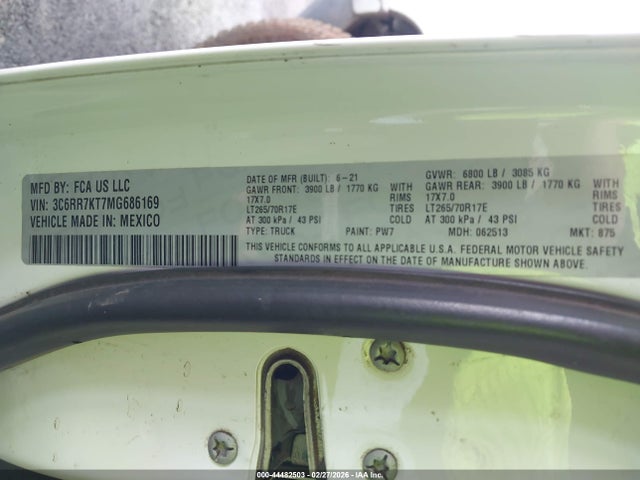 MFD BY: FCA US LLC
VIN: 3C6RR7KT7MG686169
VEHICLE MADE IN: MEXICO
DATE OF MFR (BUILT): 6-21
GVWR: 6800 LB / 3085 KG
GAWR FRONT: 3900 LB / 1770 KG WITH
GAWR REAR: 3900 LB / 1770 KG WITH
17X7.0 RIMS
17X7.0 RIMS
LT265/70R17E TIRES
LT265/70R17E TIRES
AT 300 kPa / 43 PSI COLD
AT 300 kPa / 43 PSI COLD
TYPE: TRUCK PAINT: PW7 MDH: 062513 MKT: 875
THIS VEHICLE CONFORMS TO ALL APPLICABLE U.S.A. FEDERAL MOTOR VEHICLE SAFETY
STANDARDS IN EFFECT ON THE DATE OF MANUFACTURE SHOWN ABOVE.
000-44482503 - 02/27/2026 - Copyright IAA, Inc.